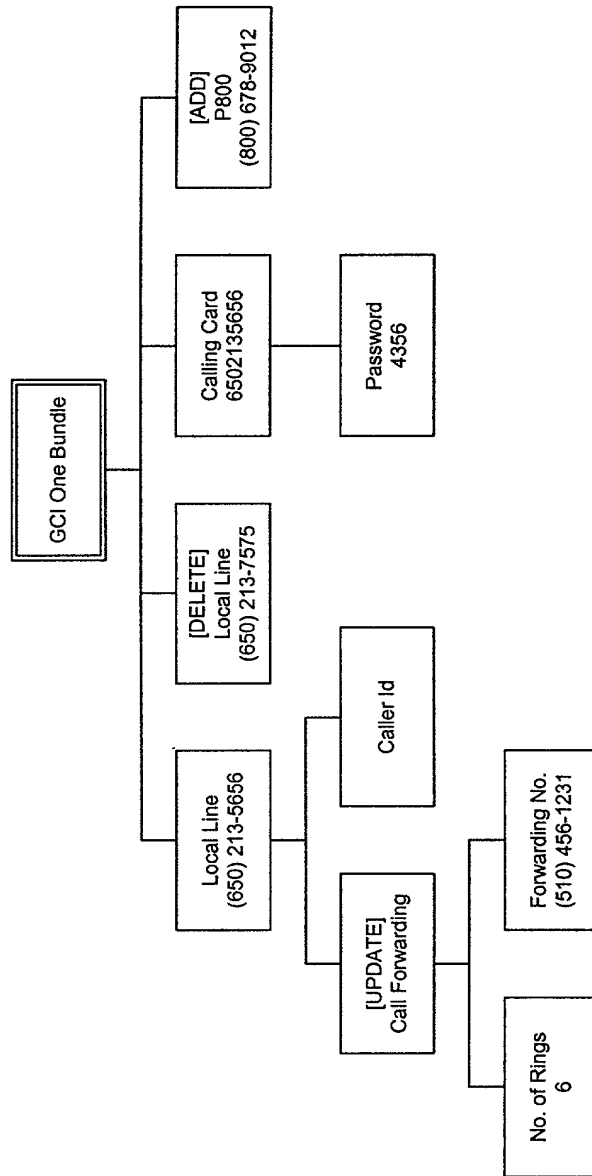 GCI One Bundle
Local Line
(650) 213-5656
[DELETE]
Local Line
(650) 213-7575
Calling Card
6502135656
[ADD]
P800
(800) 678-9012
[UPDATE]
Call Forwarding
Caller Id
Password
4356
No. of Rings
6
Forwarding No.
(510) 456-1231